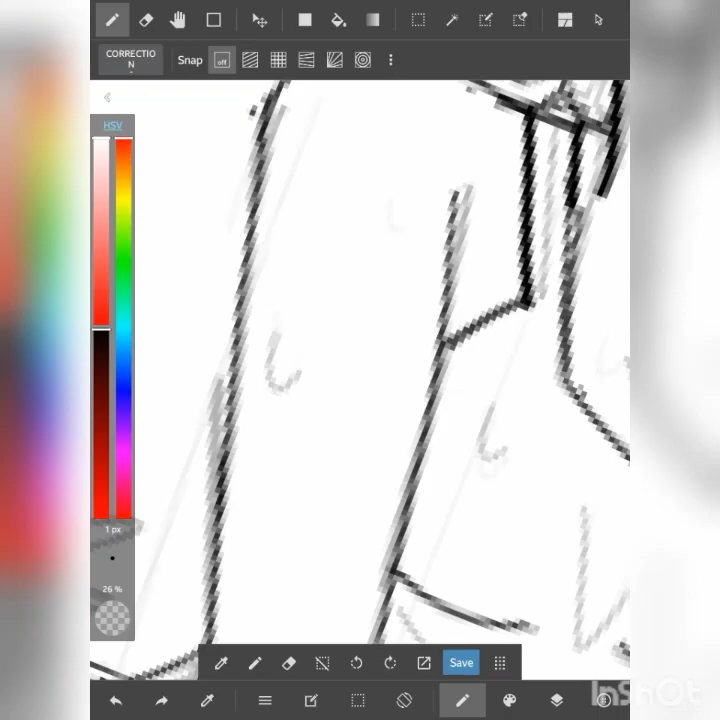 CORRECTIO
N
Snap
off
HSV
1 px
26 %
Save
InShOt